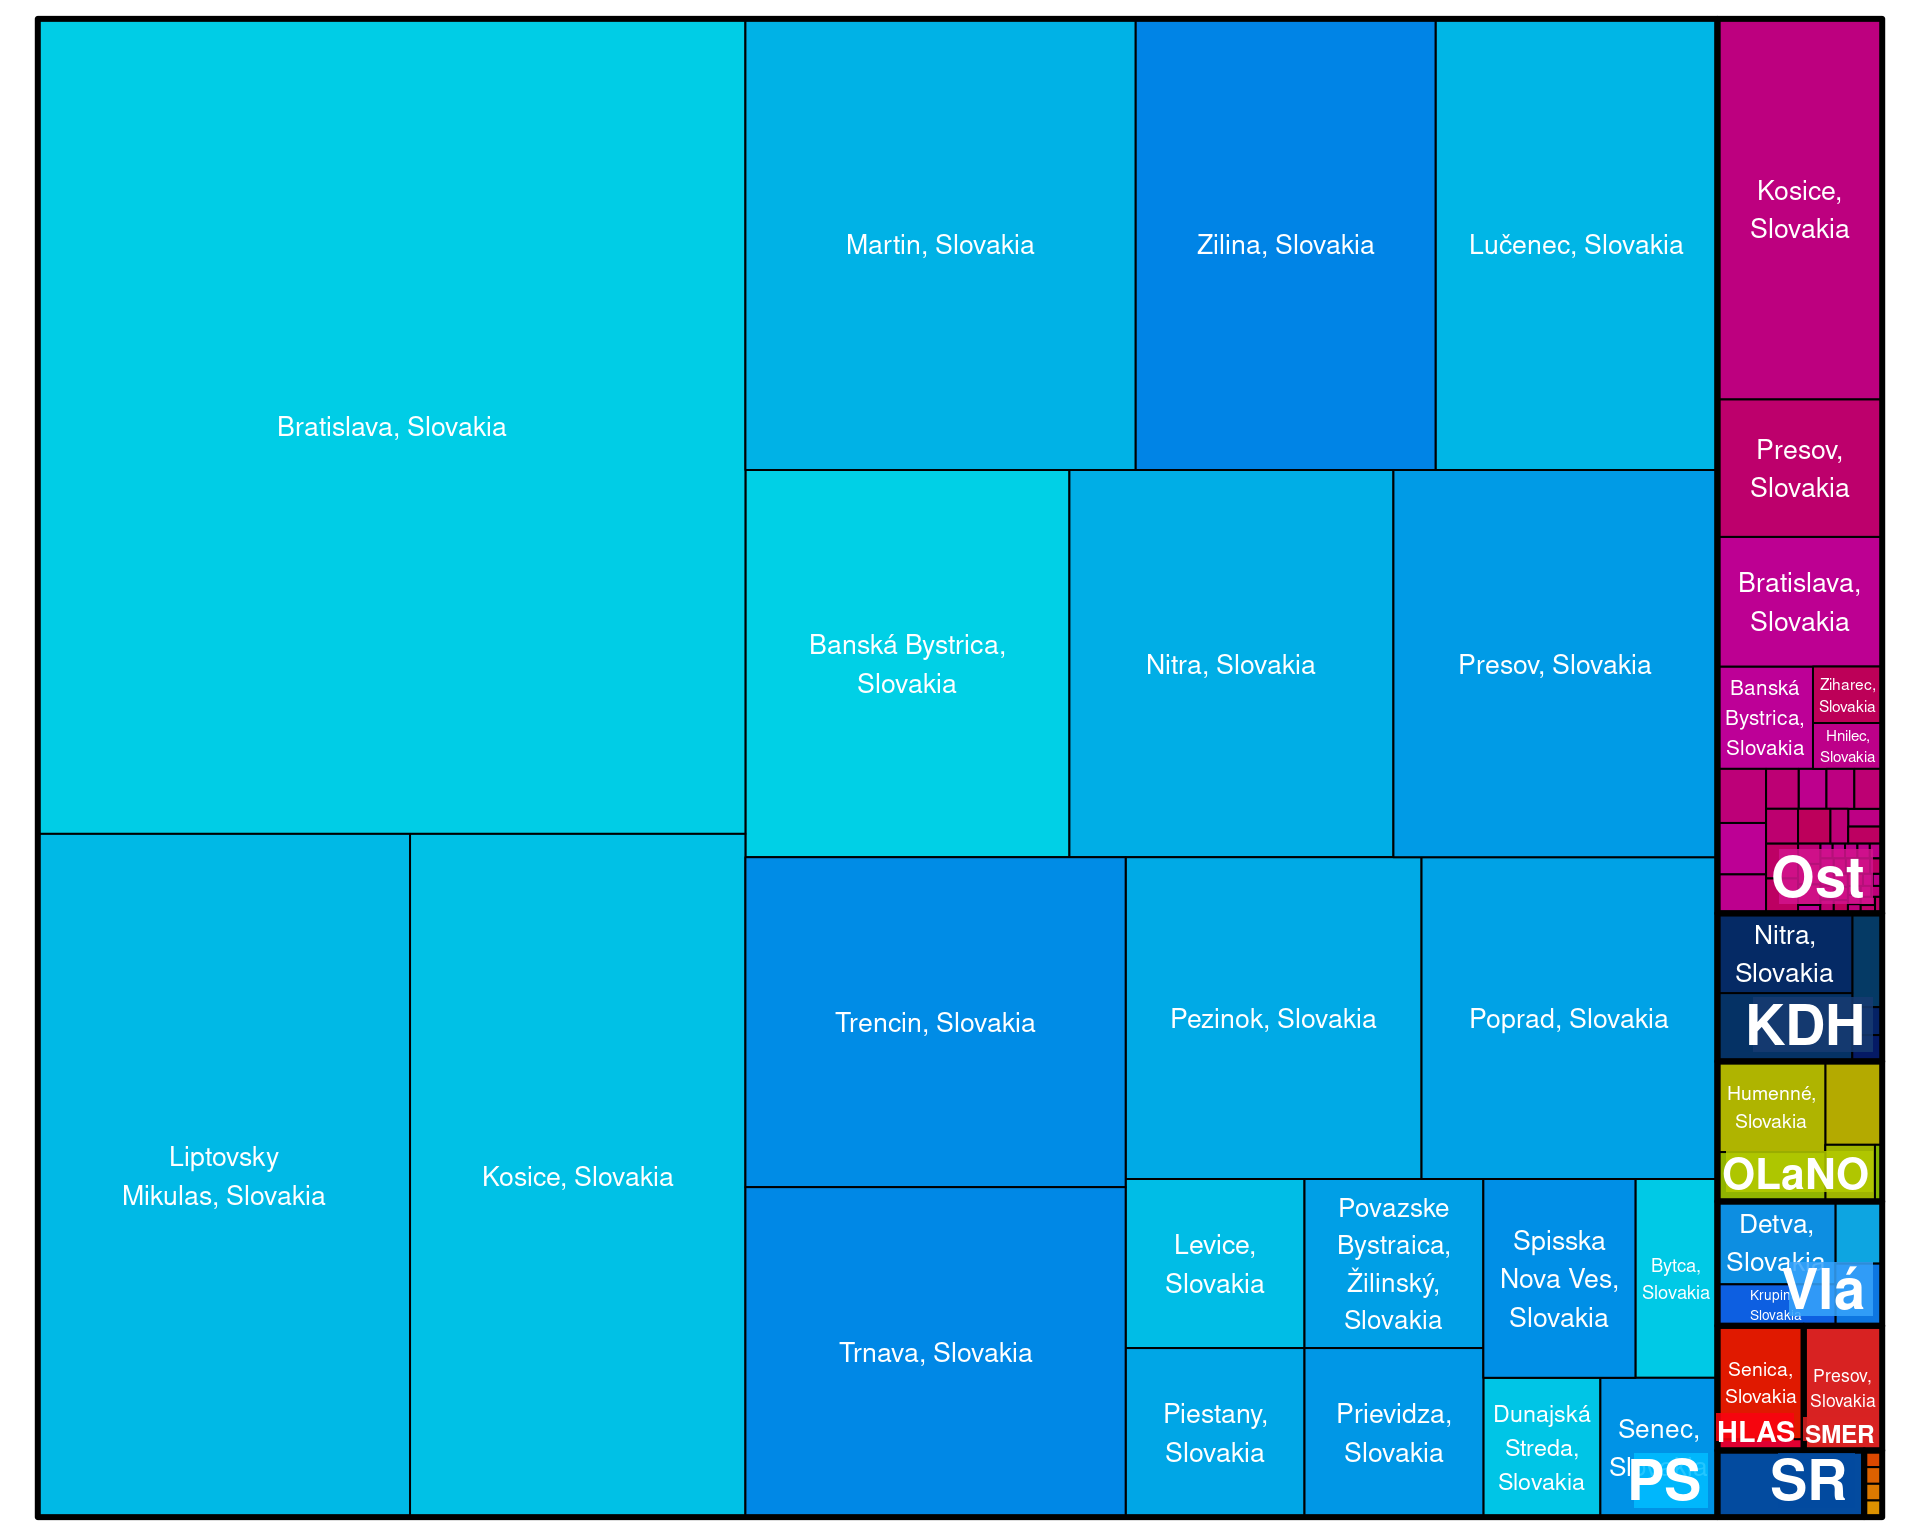 Bratislava, Slovakia
Martin, Slovakia
Zilina, Slovakia
Lučenec, Slovakia
Banská Bystrica,
Slovakia
Nitra, Slovakia
Presov, Slovakia
Liptovsky
Mikulas, Slovakia
Kosice, Slovakia
Trencin, Slovakia
Trnava, Slovakia
Pezinok, Slovakia
Poprad, Slovakia
Levice,
Slovakia
Povazske
Bystraica,
Žilinský,
Slovakia
Spisska
Nova Ves,
Slovakia
Bytca,
Slovakia
Piestany,
Slovakia
Prievidza,
Slovakia
Dunajská
Streda,
Slovakia
Senec,
Slovakia
PS
Kosice,
Slovakia
Presov,
Slovakia
Bratislava,
Slovakia
Banská
Bystrica,
Slovakia
Ziharec,
Slovakia
Hnilec,
Slovakia
Ost
Nitra,
Slovakia
KDH
Humenné,
Slovakia
OLaNO
Detva,
Slovakia
Slovakia
Vlá
Senica,
Slovakia
HLAS
Presov,
Slovakia
SMER
SR